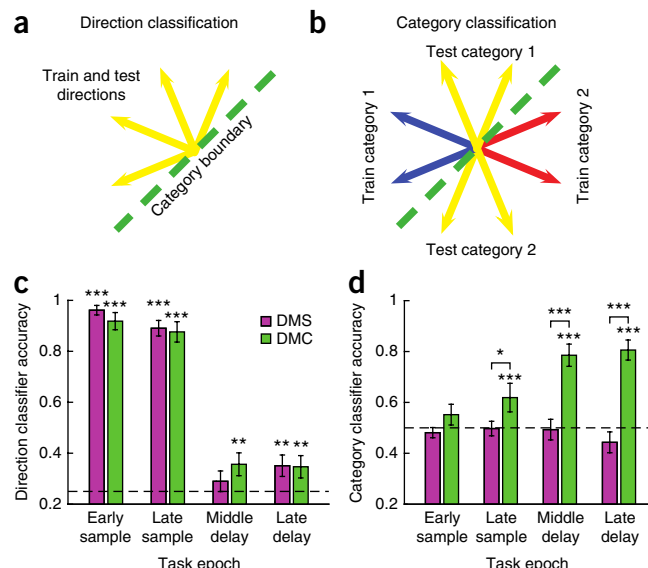 a
Direction classification
Train and test
directions
Category boundary
b
Category classification
Test category 1
Train category 1
Train category 2
Test category 2
c
Direction classifier accuracy
1
0.8
0.6
0.4
0.2
***
***
***
***
**
**
**
DMS
DMC
Early
sample
Late
sample
Middle
delay
Late
delay
Task epoch
d
Category classifier accuracy
1
0.8
0.6
0.4
0.2
*
***
***
***
***
***
Early
sample
Late
sample
Middle
delay
Late
delay
Task epoch